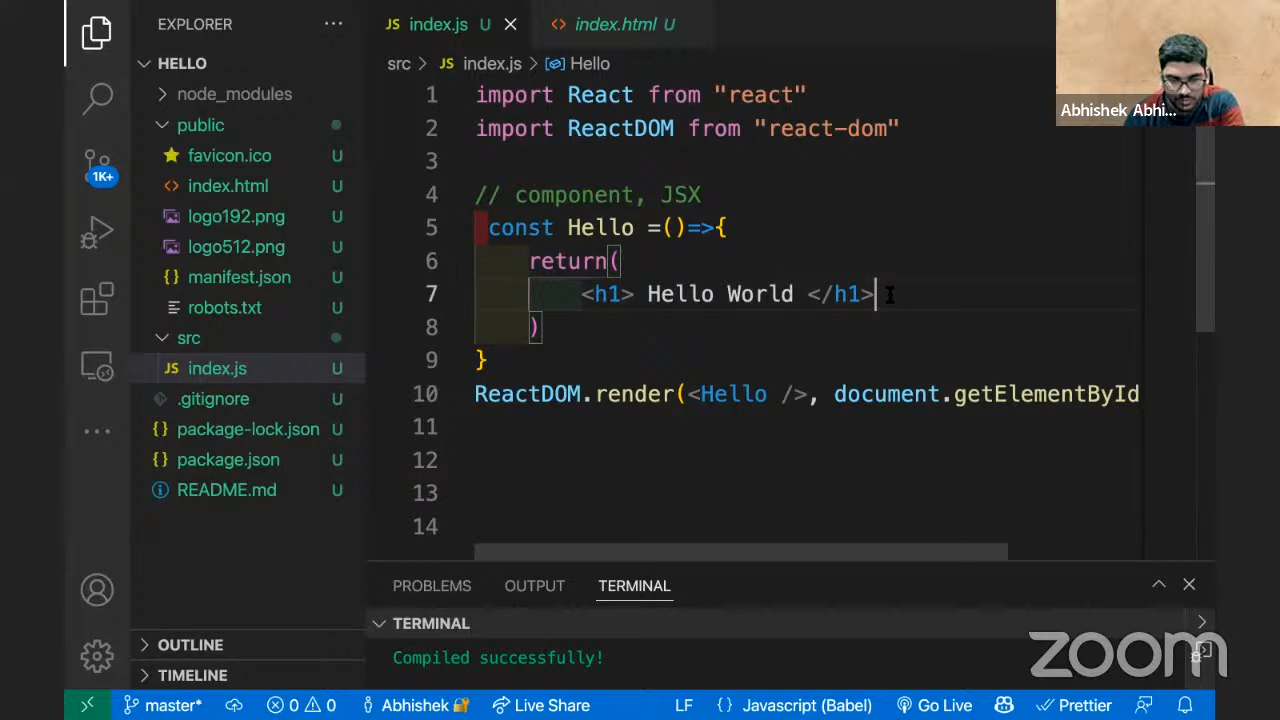 EXPLORER
HELLO
node_modules
public
favicon.ico U
index.html U
logo192.png U
logo512.png U
manifest.json U
robots.txt U
src
index.js U
.gitignore U
package-lock.json U
package.json U
README.md U
OUTLINE
TIMELINE
1K+
JS index.js U
<> index.html U
src > JS index.js > Hello
1 import React from "react"
2 import ReactDOM from "react-dom"
3
4 // component, JSX
5 const Hello =()=>{
6 return(
7 <h1> Hello World </h1>
8 )
9 }
10 ReactDOM.render(<Hello />, document.getElementById
11
12
13
14
PROBLEMS OUTPUT TERMINAL
TERMINAL
Compiled successfully!
Abhishek Abhi...
zoom
master* 0 0 Abhishek Live Share LF {} Javascript (Babel) Go Live Prettier